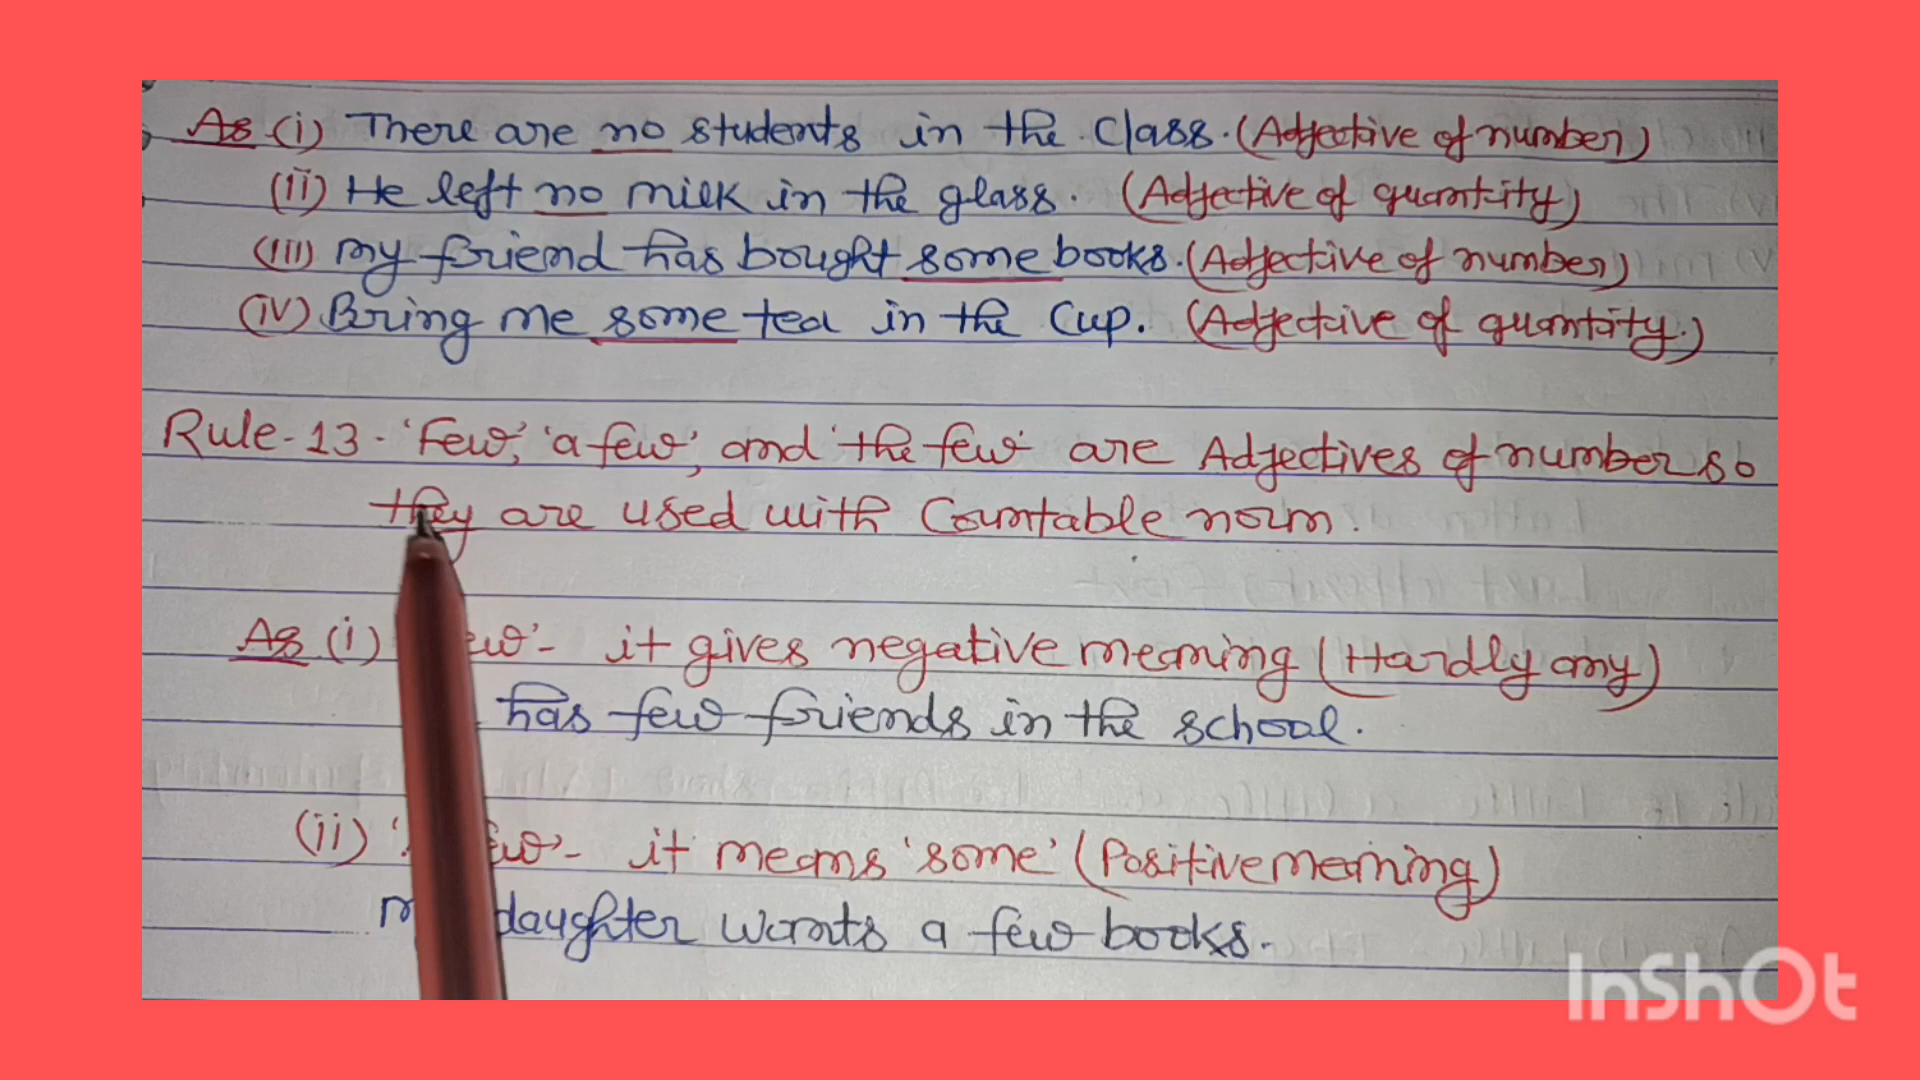 As (i) There are no students in the class. (Adjective of number)
(ii) He left no milk in the glass. (Adjective of quantity)
(iii) my friend has bought some books. (Adjective of number)
(iv) Bring me some tea in the cup. (Adjective of quantity.)
Rule-13 - 'Few', 'a few', and 'the few' are Adjectives of number so
they are used with Countable noun.
As (i) it gives negative meaning (Hardly any)
has few friends in the school.
(ii) it means 'some' (Positive meaning)
daughter wants a few books.
InShOt